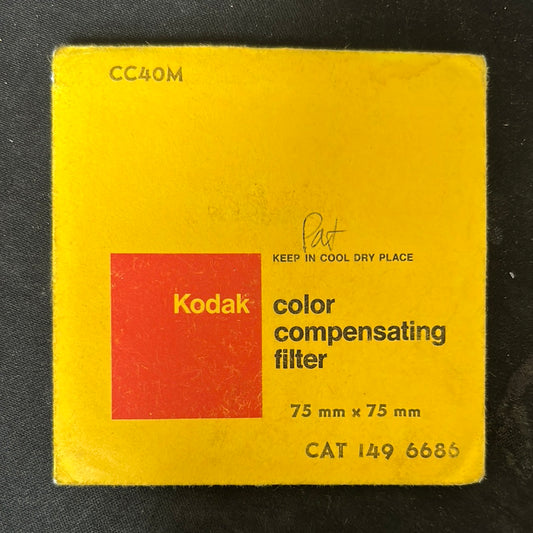 CC40M
Pat
KEEP IN COOL DRY PLACE
Kodak color
compensating
filter
75 mm x 75 mm
CAT 149 6686